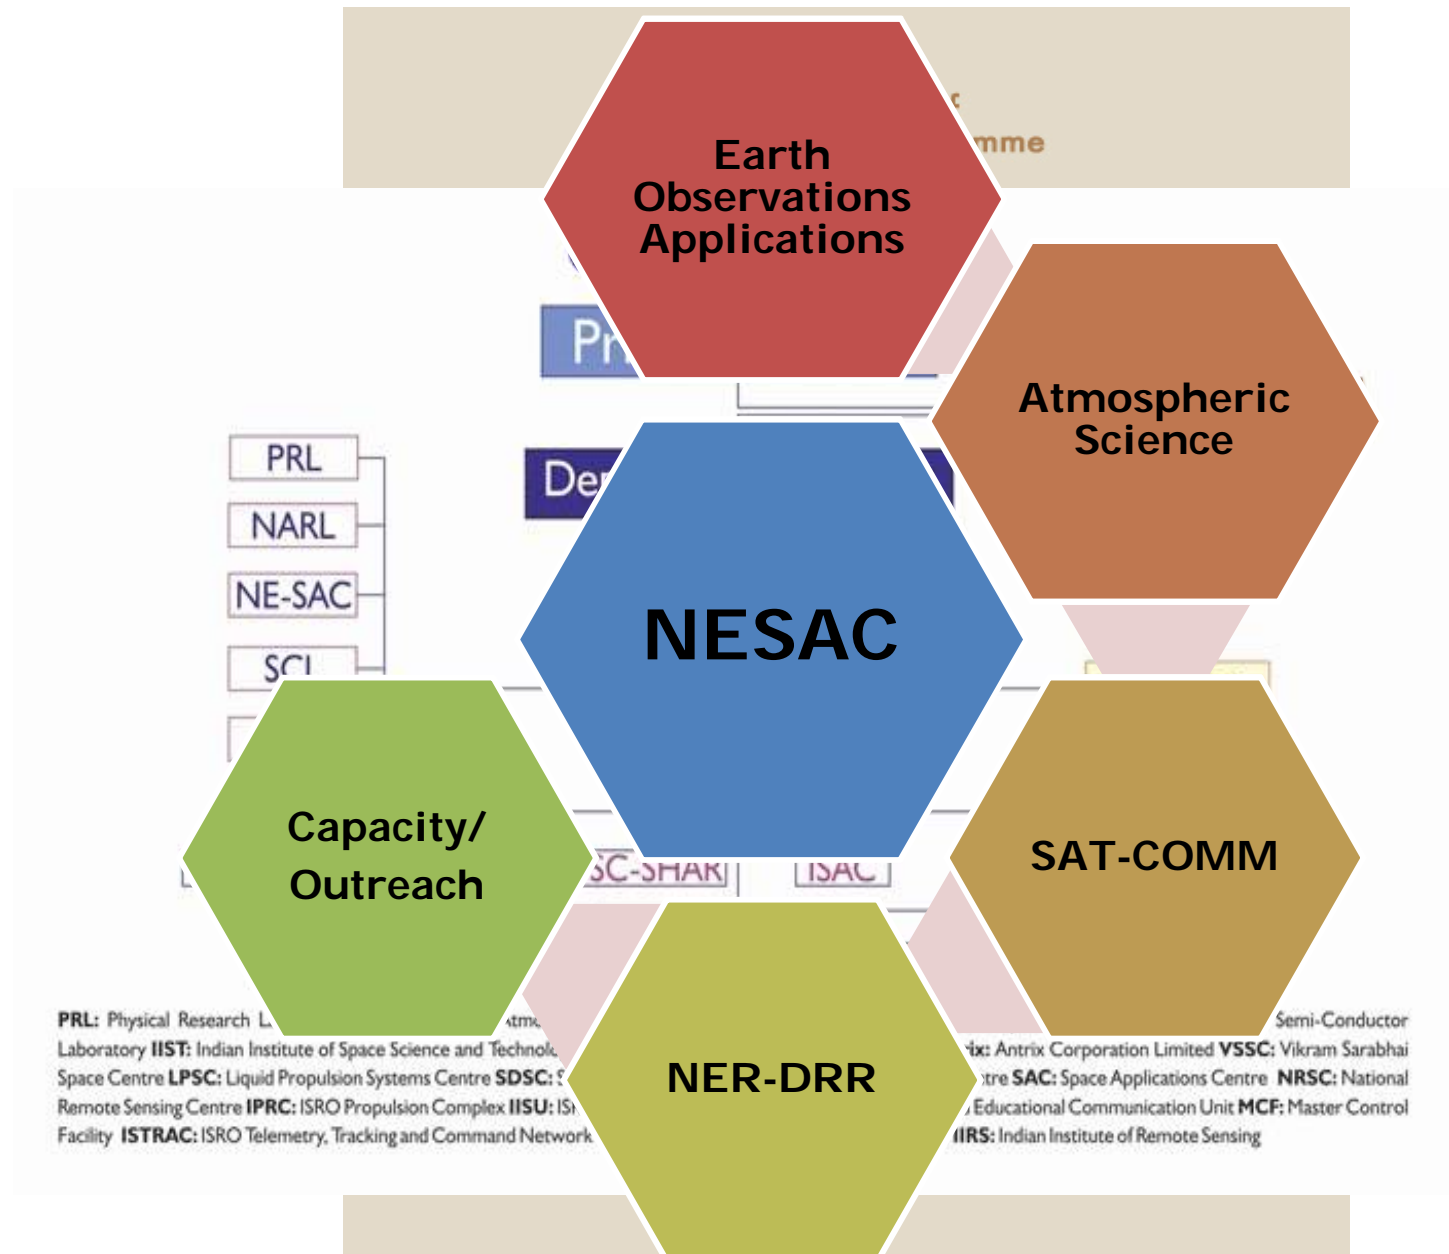 Earth
Observations
Applications
mme
Atmospheric
Science
PRL
NARL
NE-SAC
NESAC
Capacity/
Outreach
SC-SHAR
ISAC
SAT-COMM
NER-DRR
PRL: Physical Research Semi-Conductor
Laboratory IIST: Indian Institute of Space Science and Antrix Corporation Limited VSSC: Vikram Sarabhai
Space Centre LPSC: Liquid Propulsion Systems Centre SDSC: SAC: Space Applications Centre NRSC: National
Remote Sensing Centre IPRC: ISRO Propulsion Complex IISU: Educational Communication Unit MCF: Master Control
Facility ISTRAC: ISRO Telemetry, Tracking and Command Network IIRS: Indian Institute of Remote Sensing